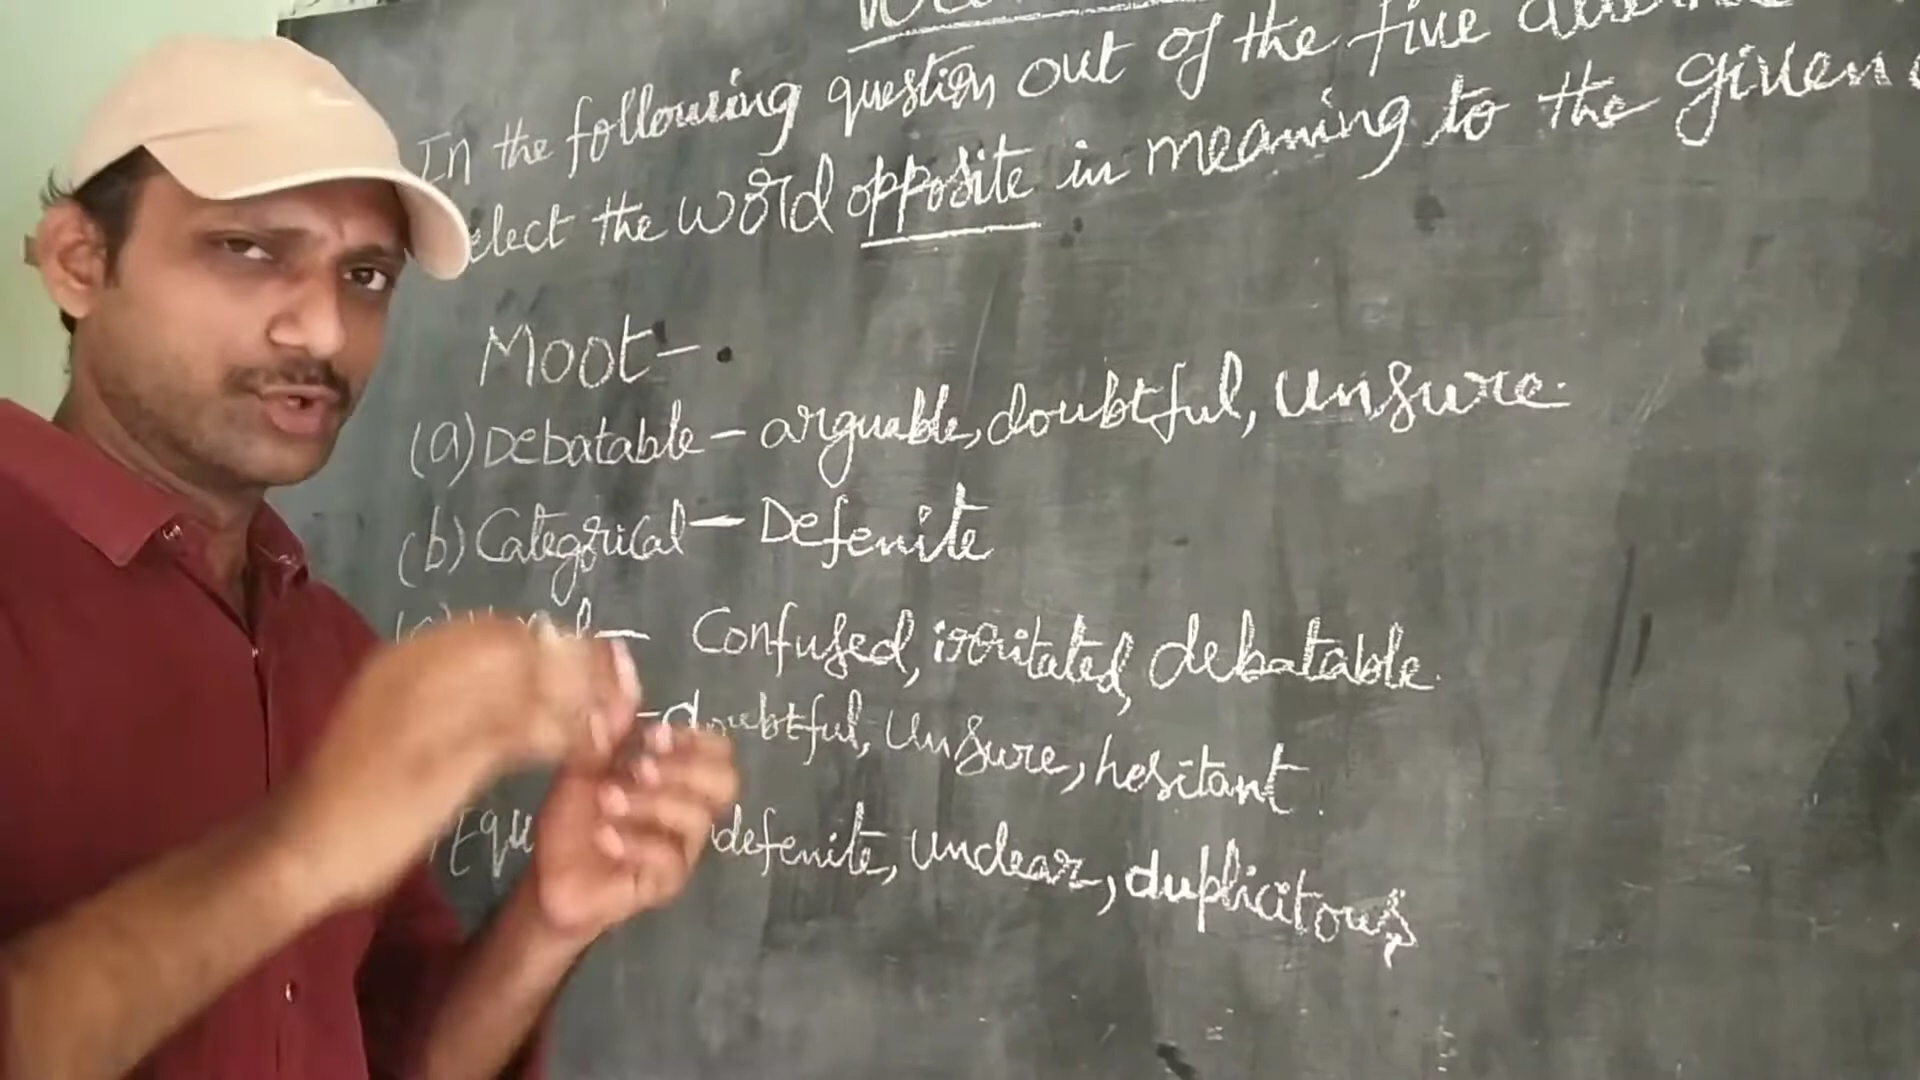 In the following question out of the five
elect the word opposite in meaning to the given
Moot-
(a) Debatable - arguable, doubtful, unsure.
(b) Categorical - Defenite
Confused, irritated, debatable.
- doubtful, unsure, hesitant.
defenite, unclear, duplicitous